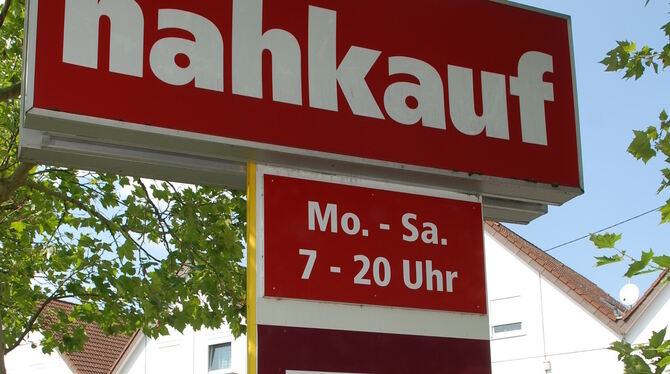 nahkauf
Mo. - Sa.
7 - 20 Uhr